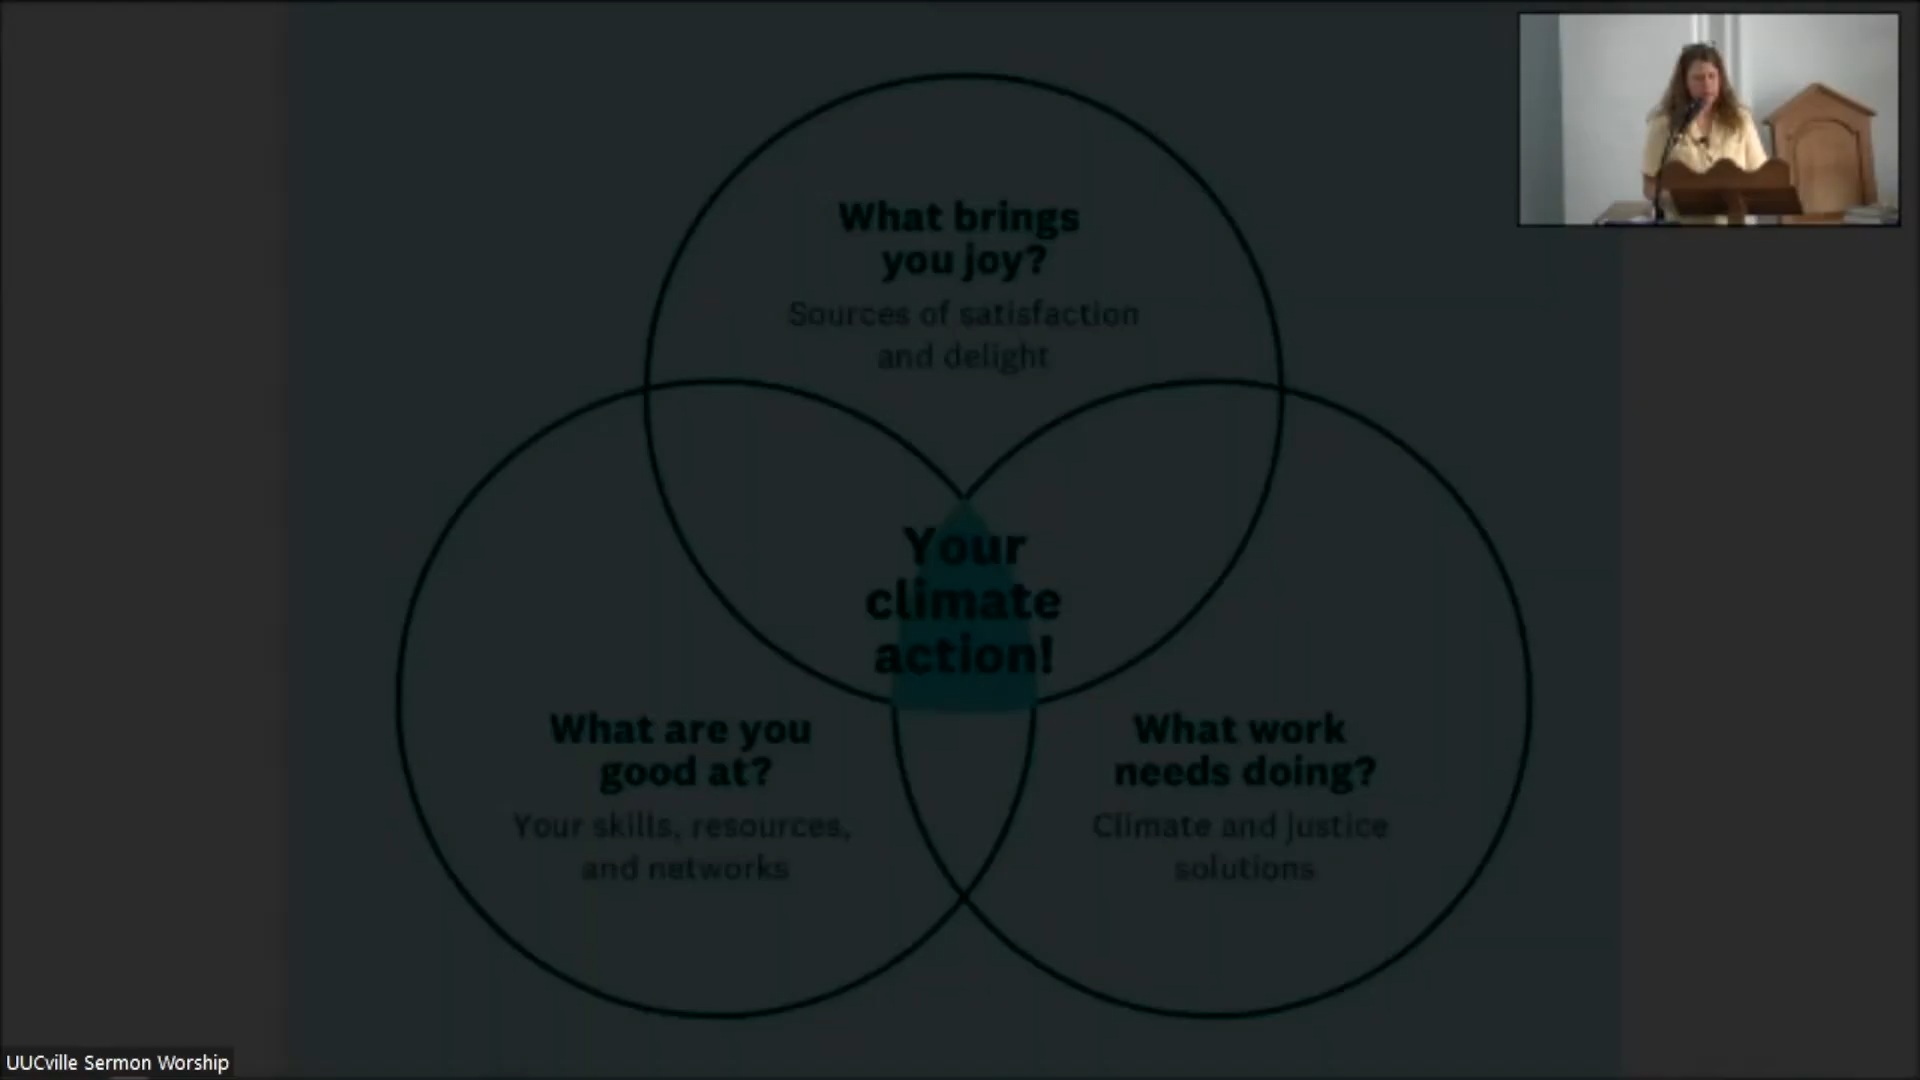 What brings
you joy?
Sources of satisfaction
and delight
Your
climate
action!
What are you
good at?
Your skills, resources,
and networks
What work
needs doing?
Climate and justice
solutions
UUCville Sermon Worship